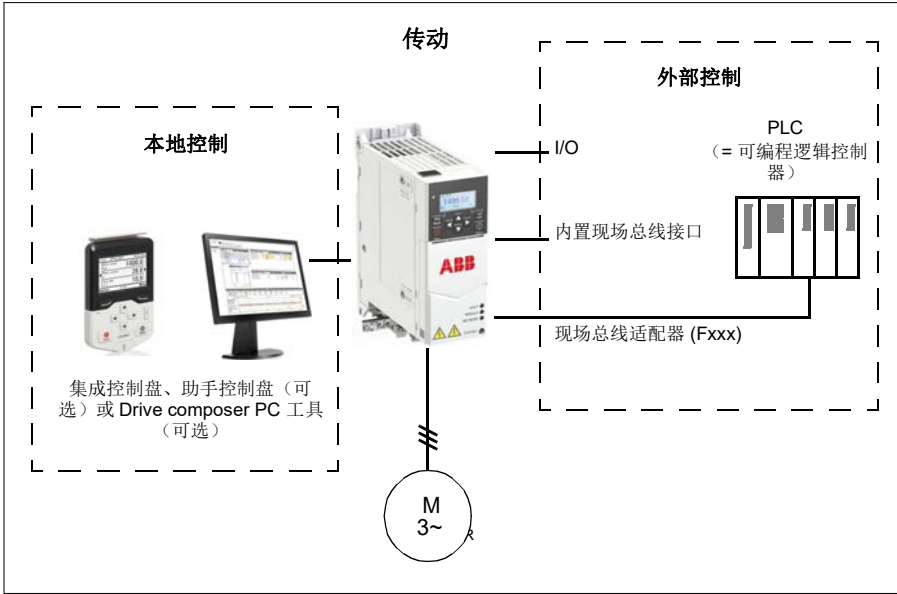 传动
外部控制
本地控制
PLC
（= 可编程逻辑控制
器）
I/O
内置现场总线接口
ABB
现场总线适配器 (Fxxx)
集成控制盘、助手控制盘（可
选）或 Drive composer PC 工具
（可选）
M
3~
R